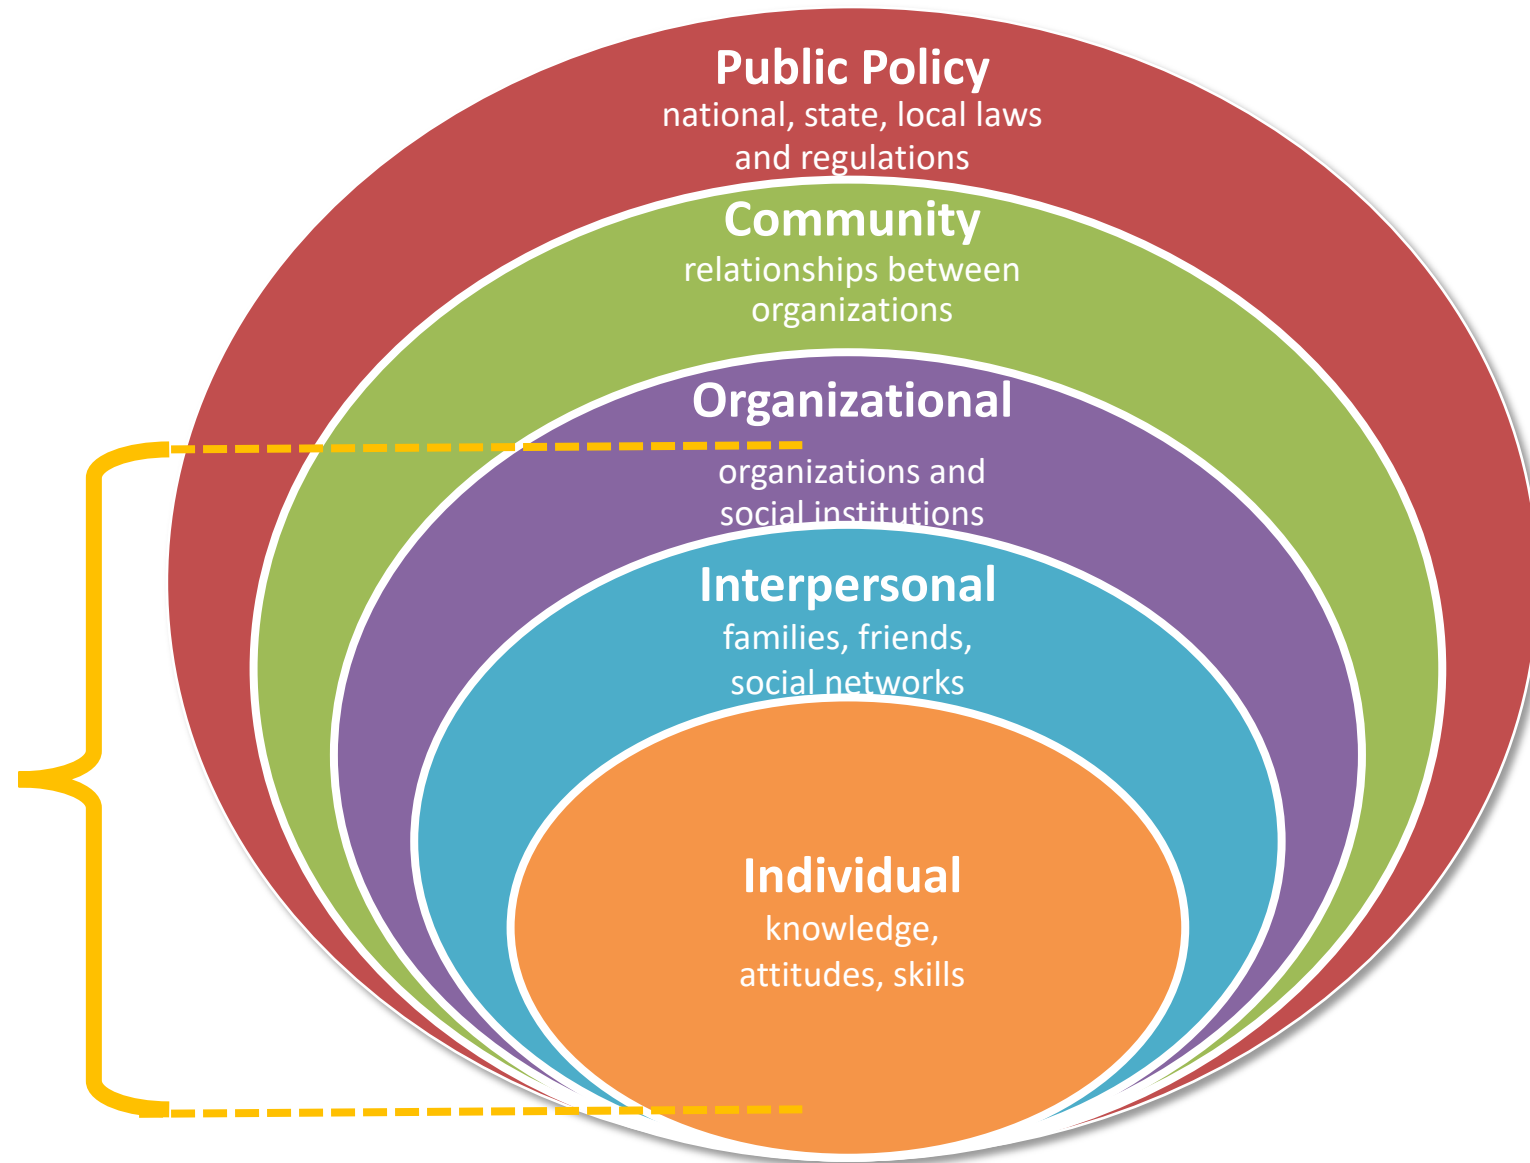 Public Policy
national, state, local laws
and regulations
Community
relationships between
organizations
Organizational
organizations and
social institutions
Interpersonal
families, friends,
social networks
Individual
knowledge,
attitudes, skills